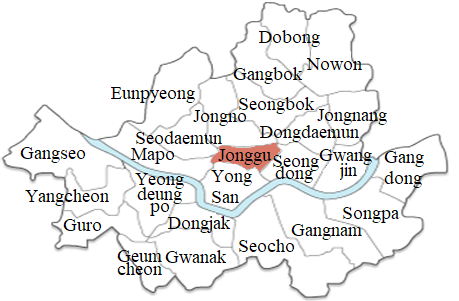 Dobong
Nowon
Gangbok
Eunpyeong
Seongbok
Jongno
Jongnang
Dongdaemun
Seodaemun
Gangseo
Mapo
Jonggu
Seong
dong
Gwang
jin
Gang
dong
Yong
San
Yeong
deung
po
Yangcheon
Guro
Dongjak
Songpa
Gangnam
Seocho
Geum
cheon
Gwanak